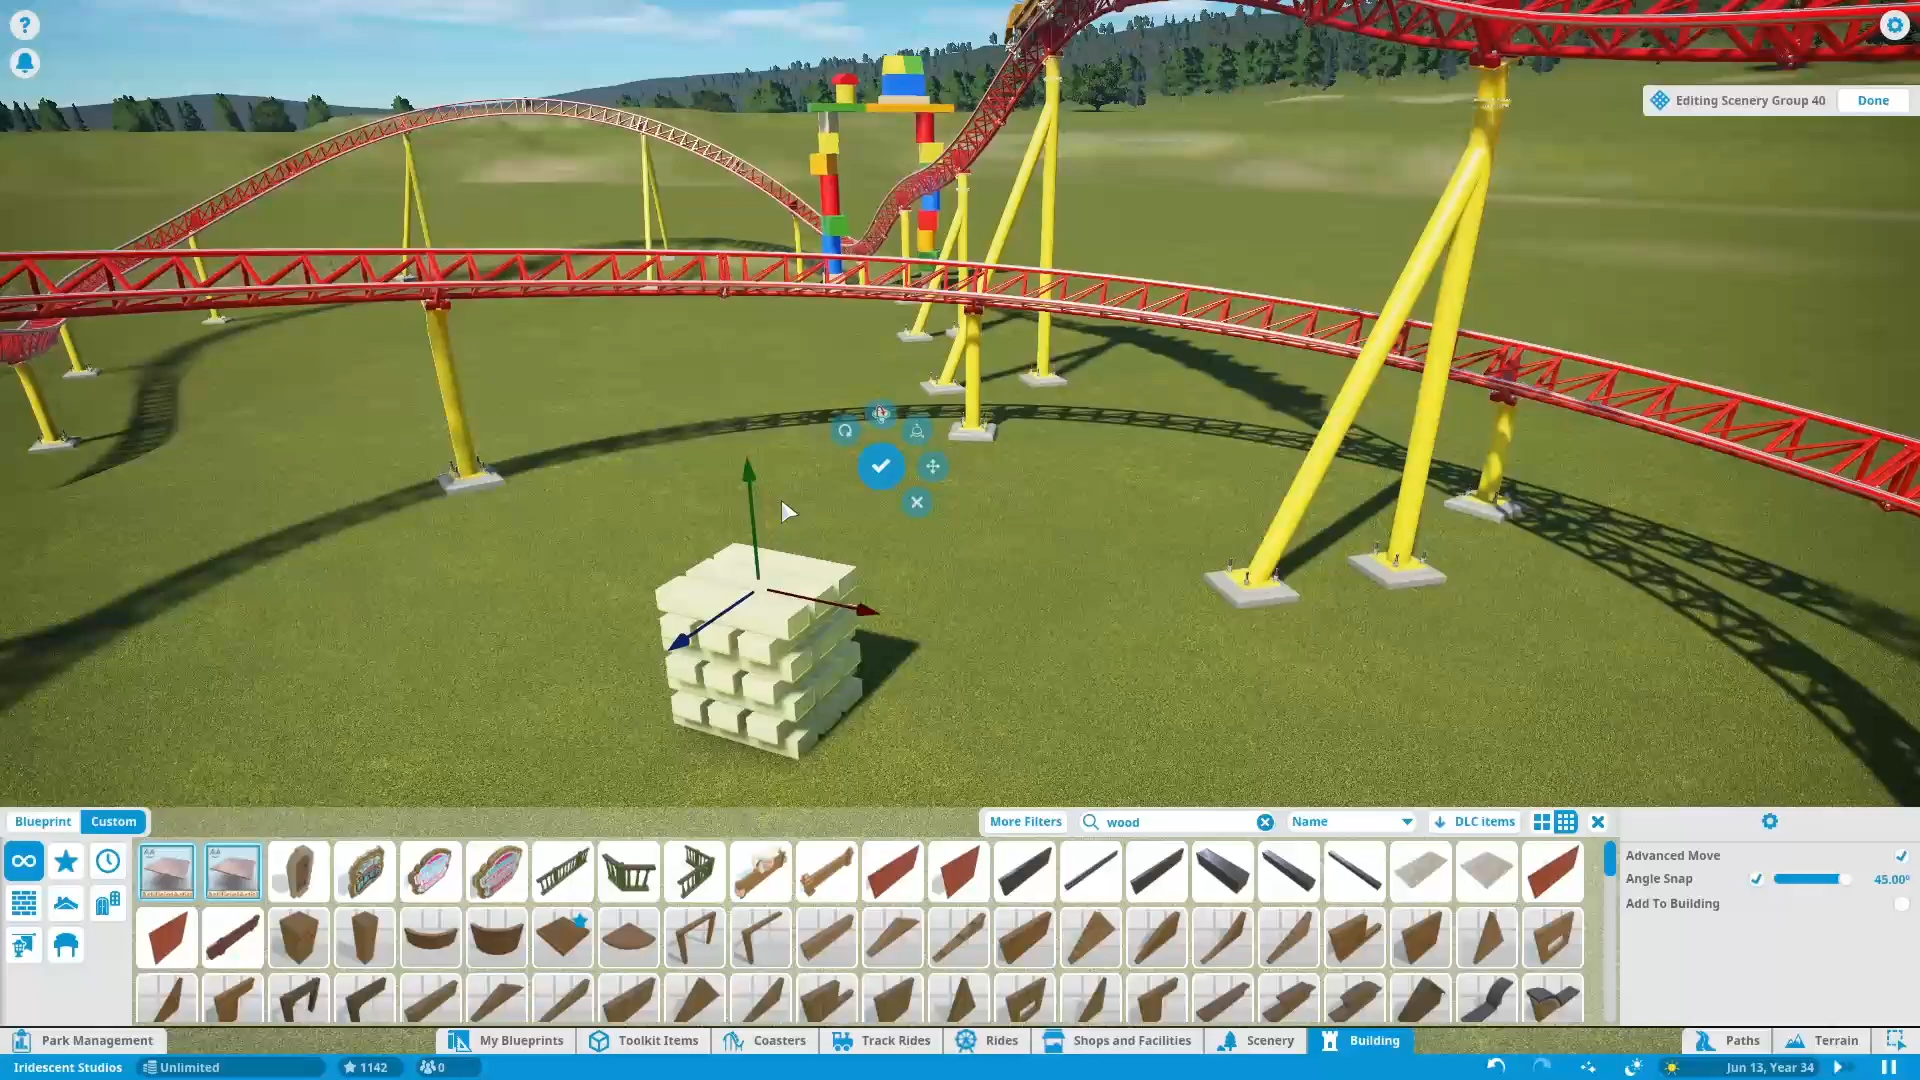 ?
Editing Scenery Group 40 Done
Blueprint Custom
More Filters wood Name DLC items
Advanced Move
Angle Snap 45.00°
Add To Building
Park Management My Blueprints Toolkit Items Coasters Track Rides Rides Shops and Facilities Scenery Building Paths Terrain
Iridescent Studios Unlimited 1142 0 Jun 13, Year 34